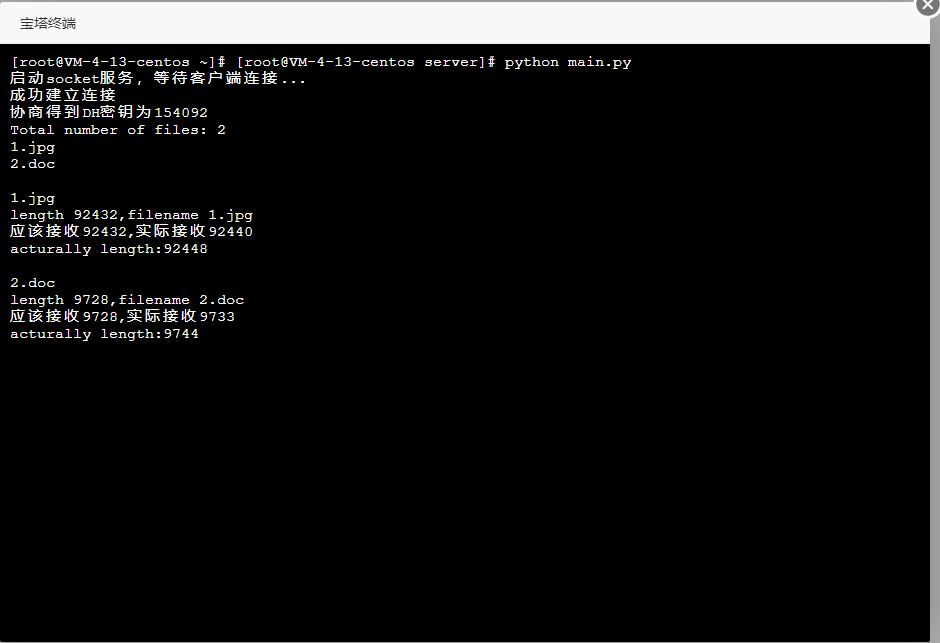 宝塔终端
[root@VM-4-13-centos ~]# [root@VM-4-13-centos server]# python main.py
启动socket服务, 等待客户端连接...
成功建立连接
协商得到DH密钥为154092
Total number of files: 2
1.jpg
2.doc
1.jpg
length 92432,filename 1.jpg
应该接收92432,实际接收92440
acturally length:92448
2.doc
length 9728,filename 2.doc
应该接收9728,实际接收9733
acturally length:9744